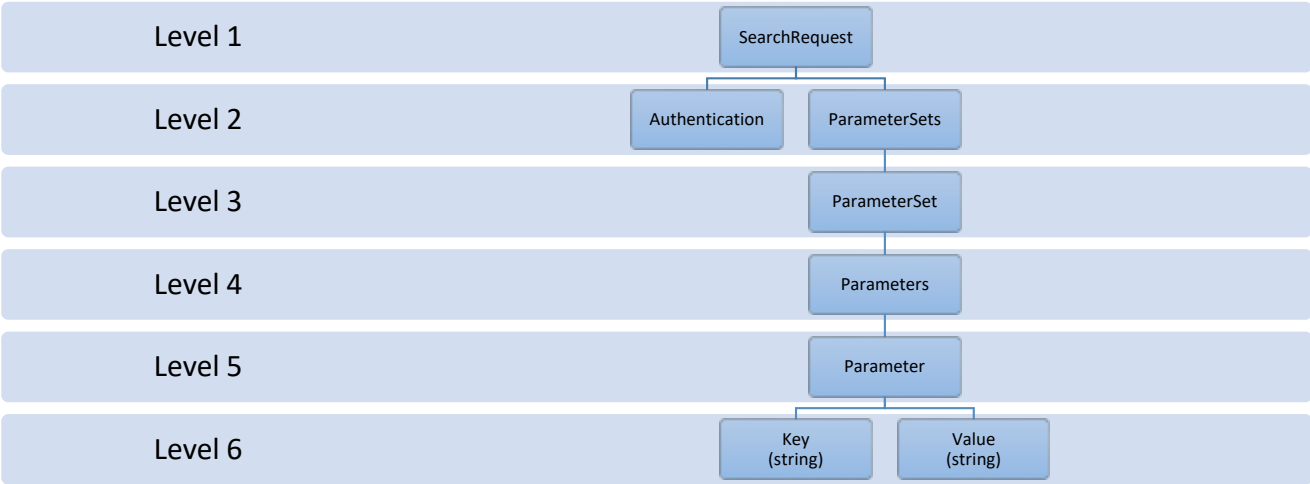 Level 1
SearchRequest
Level 2
Authentication
ParameterSets
Level 3
ParameterSet
Level 4
Parameters
Level 5
Parameter
Level 6
Key
(string)
Value
(string)